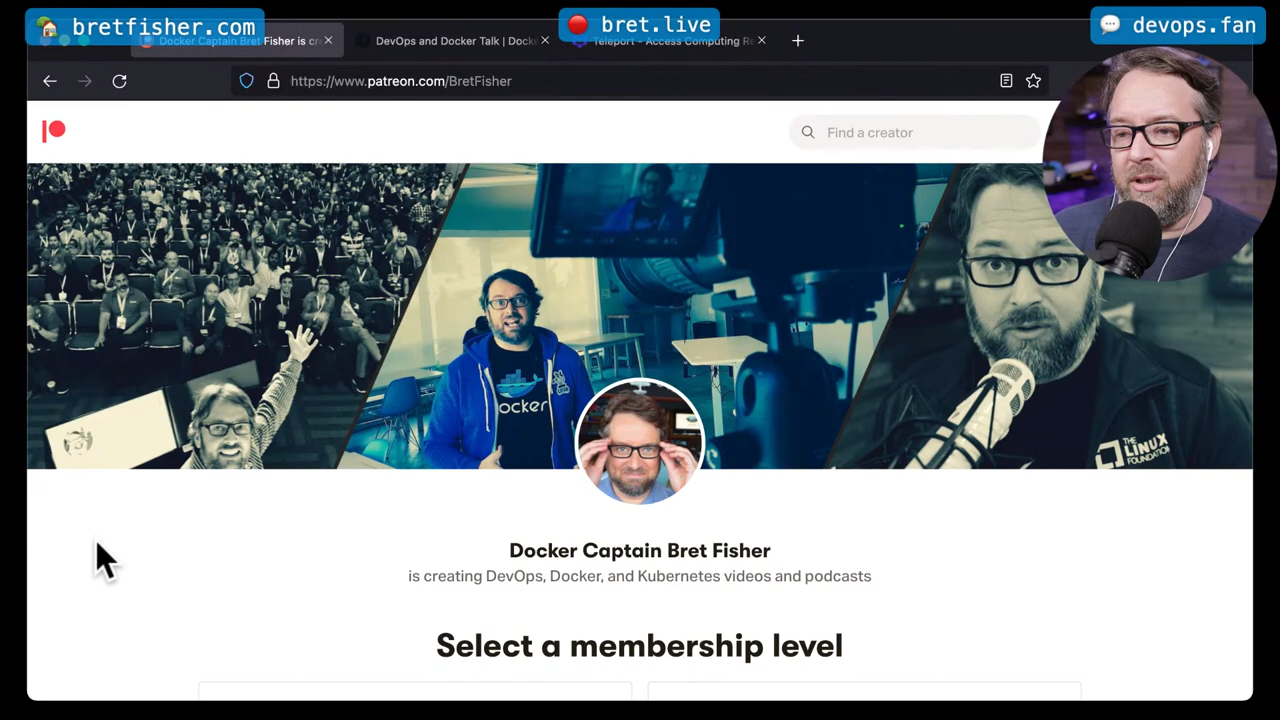 bretfisher.com
bret.live
devops.fan
Docker Captain Bret Fisher is cr
DevOps and Docker Talk | Docke
Teleport - Access Computing Re
https://www.patreon.com/BretFisher
Find a creator
docker
THE
LINUX
FOUNDATION
Docker Captain Bret Fisher
is creating DevOps, Docker, and Kubernetes videos and podcasts
Select a membership level